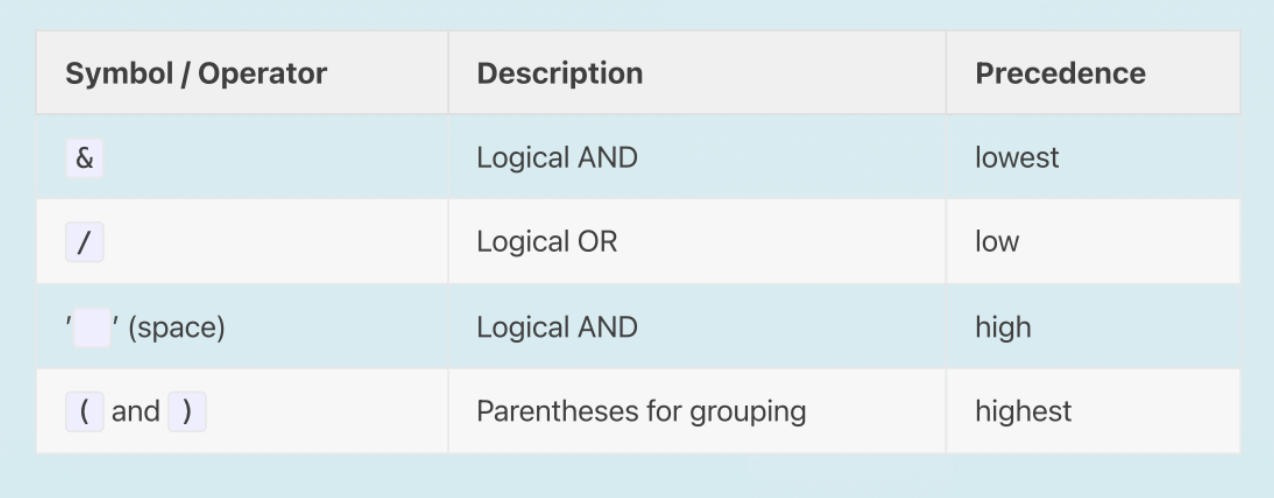 Symbol / Operator Description Precedence
& Logical AND lowest
/ Logical OR low
' ' (space) Logical AND high
( and ) Parentheses for grouping highest